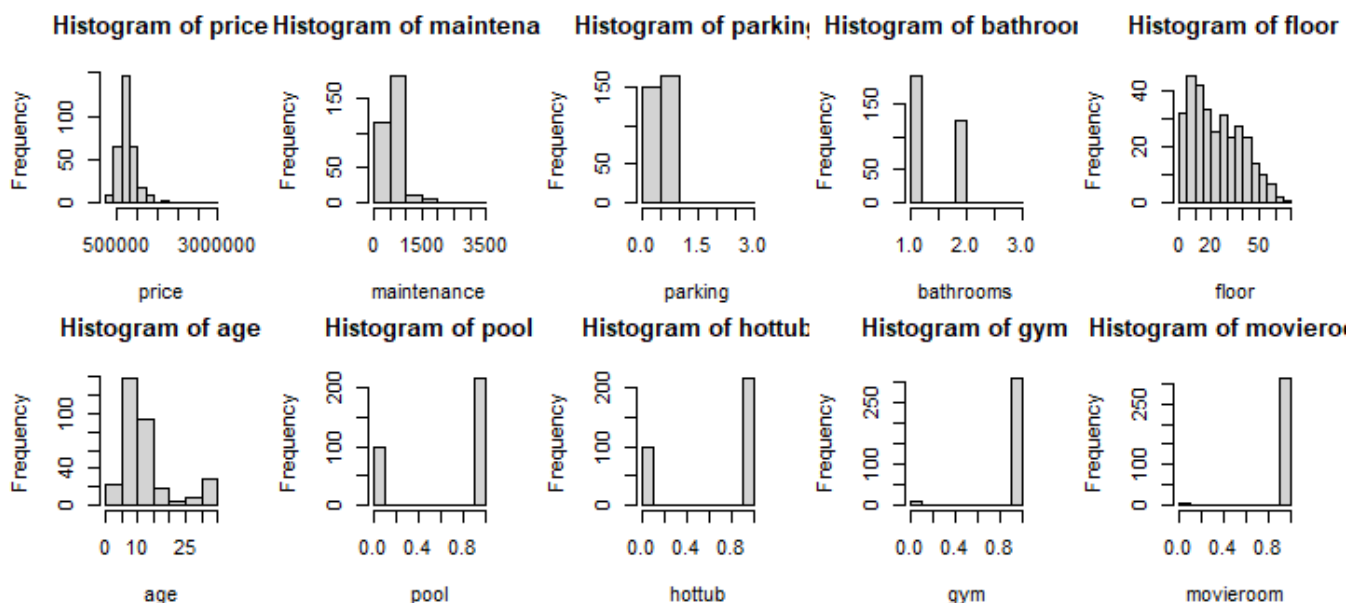 Histogram of price
Histogram of maintena
Histogram of parking
Histogram of bathroor
Histogram of floor
Frequency
0 50 100
500000 3000000
price
Frequency
0 50 150
0 1500 3500
maintenance
Frequency
0 50 150
0.0 1.5 3.0
parking
Frequency
0 50 150
1.0 2.0 3.0
bathrooms
Frequency
0 20 40
0 20 50
floor
Histogram of age
Histogram of pool
Histogram of hottub
Histogram of gym
Histogram of movieroo
Frequency
0 40 100
0 10 25
age
Frequency
0 100 200
0.0 0.4 0.8
pool
Frequency
0 100 200
0.0 0.4 0.8
hottub
Frequency
0 100 250
0.0 0.4 0.8
gym
Frequency
0 100 250
0.0 0.4 0.8
movieroom